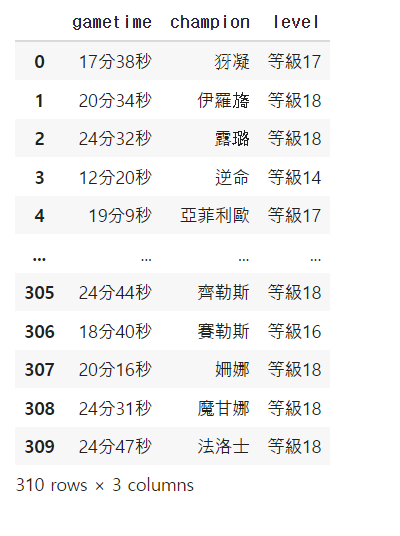 gametime champion level
0 17分38秒 犽凝 等級17
1 20分34秒 伊羅旖 等級18
2 24分32秒 露璐 等級18
3 12分20秒 逆命 等級14
4 19分9秒 亞菲利歐 等級17
... ... ... ...
305 24分44秒 齊勒斯 等級18
306 18分40秒 賽勒斯 等級16
307 20分16秒 姍娜 等級18
308 24分31秒 魔甘娜 等級18
309 24分47秒 法洛士 等級18
310 rows × 3 columns